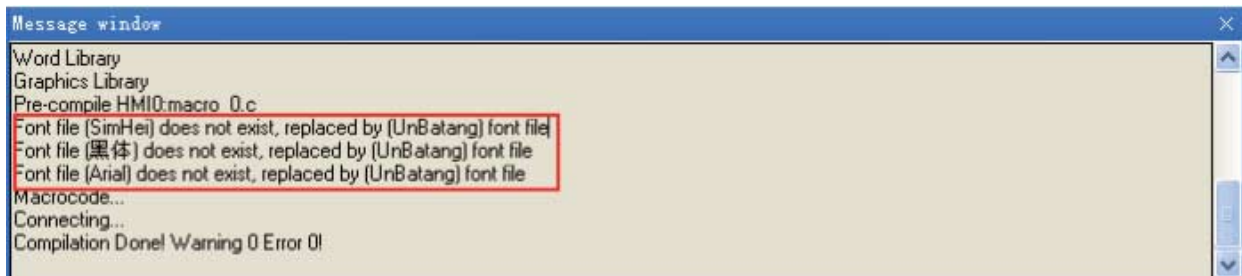 Message window
Word Library
Graphics Library
Pre-compile HMI0:macro_0.c
Font file (SimHei) does not exist, replaced by (UnBatang) font file
Font file (黑体) does not exist, replaced by (UnBatang) font file
Font file (Arial) does not exist, replaced by (UnBatang) font file
Macrocode...
Connecting...
Compilation Done! Warning 0 Error 0!